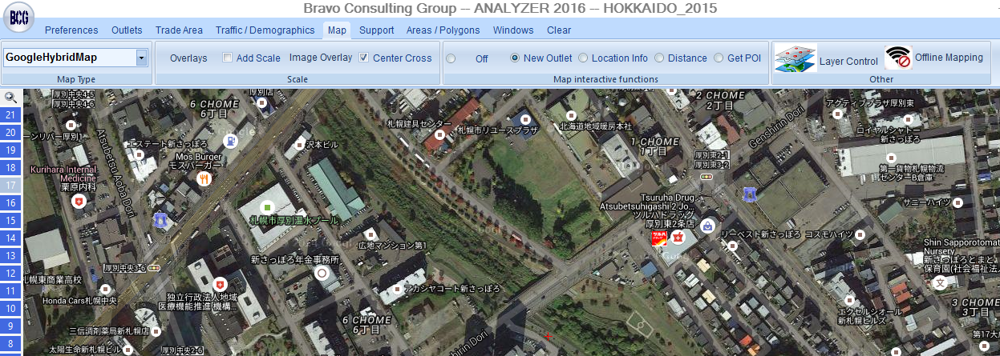 Bravo Consulting Group -- ANALYZER 2016 -- HOKKAIDO_2015
BCG
Preferences Outlets Trade Area Traffic / Demographics Map Support Areas / Polygons Windows Clear
GoogleHybridMap
Overlays Add Scale Image Overlay Center Cross
Off New Outlet Location Info Distance Get POI
Layer Control Offline Mapping
Map Type Scale Map interactive functions Other
21
20
19
18
17
16
15
14
13
12
11
10
9
8
厚別中央4-5
厚別中央4-6
6 CHOME
6丁目
厚別店
Google
ーンリバー厚別1
Atsubetsu Aoba Dori
エステート新さっぽろ
Mos Burger
モスバーガー
沢本ビル
Kurihara Internal
Medicine
栗原内科
札幌市厚別温水プール
広地マンション第1
新さっぽろ年金事務所
厚別中央3-6
札幌東商業高校
Honda Cars札幌中央
独立行政法人地域
医療機能推進 機構...
アカシヤコート新さっぽろ
三信調剤薬局新札幌店
太陽生命新札幌ビル
厚別中央2-6
6 CHOME
6丁目
札幌建具センター
札幌市リユースプラザ
北海道地域暖房本社
1 CHOME
1丁目
2 CHOME
2丁目
厚別東2-1
厚別東3-2
Genshirin Dori
アクティブプラザ厚別東
ロイヤルシャトー
新さっぽろ
第一貨物札幌物流
センターB倉庫
サニーハイツ
Tsuruha Drug
Atsubetsuhigashi 2 Jo...
ツルハドラッグ
厚別東2条店
リーベスト新さっぽろ
コスモハイツ
Shin Sapporotomat
Nursery
新さっぽろとまと
保育園(社会福祉法
エクセルシオール
新札幌ヒルズ
3 CHOME
3丁目
第17大